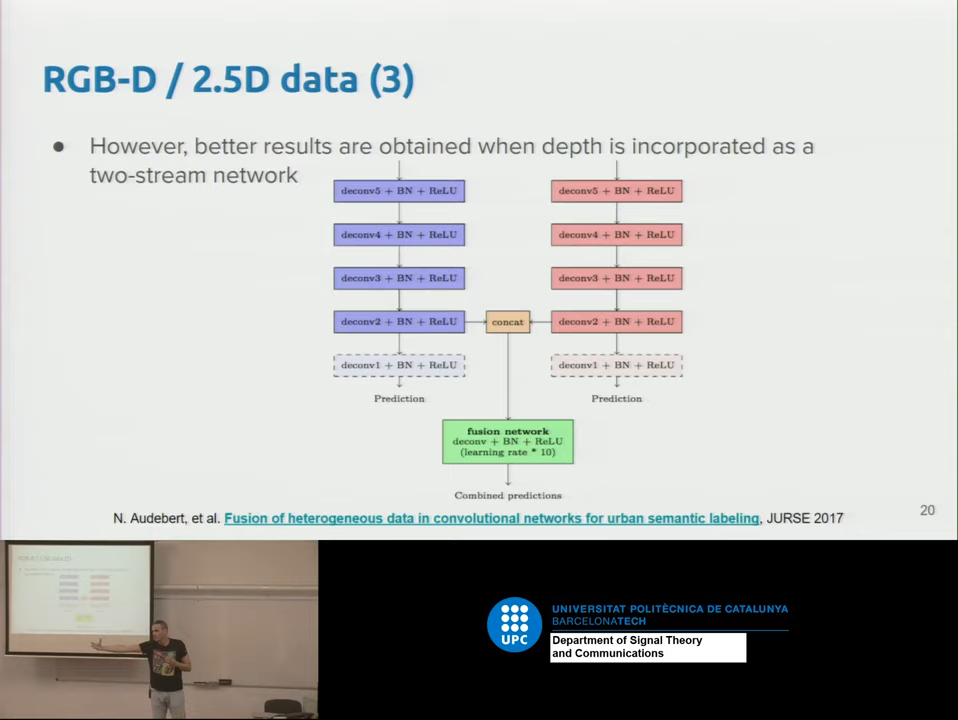 RGB-D / 2.5D data (3)
● However, better results are obtained when depth is incorporated as a
two-stream network
deconv5 + BN + ReLU
deconv5 + BN + ReLU
deconv4 + BN + ReLU
deconv4 + BN + ReLU
deconv3 + BN + ReLU
deconv3 + BN + ReLU
deconv2 + BN + ReLU
concat
deconv2 + BN + ReLU
deconv1 + BN + ReLU
deconv1 + BN + ReLU
Prediction
Prediction
fusion network
deconv + BN + ReLU
(learning rate * 10)
Combined predictions
N. Audebert, et al. Fusion of heterogeneous data in convolutional networks for urban semantic labeling, JURSE 2017
20
UPC
UNIVERSITAT POLITÈCNICA DE CATALUNYA
BARCELONATECH
Department of Signal Theory
and Communications